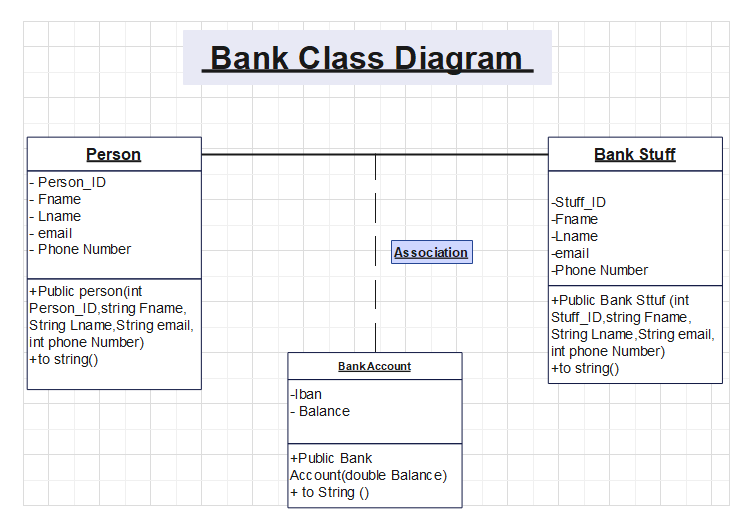 Bank Class Diagram
Person
- Person_ID
- Fname
- Lname
- email
- Phone Number
+Public person(int
Person_ID,string Fname,
String Lname,String email,
int phone Number)
+to string()
Association
BankAccount
-Iban
- Balance
+Public Bank
Account(double Balance)
+ to String ()
Bank Stuff
-Stuff_ID
-Fname
-Lname
-email
-Phone Number
+Public Bank Sttuf (int
Stuff_ID,string Fname,
String Lname,String email,
int phone Number)
+to string()